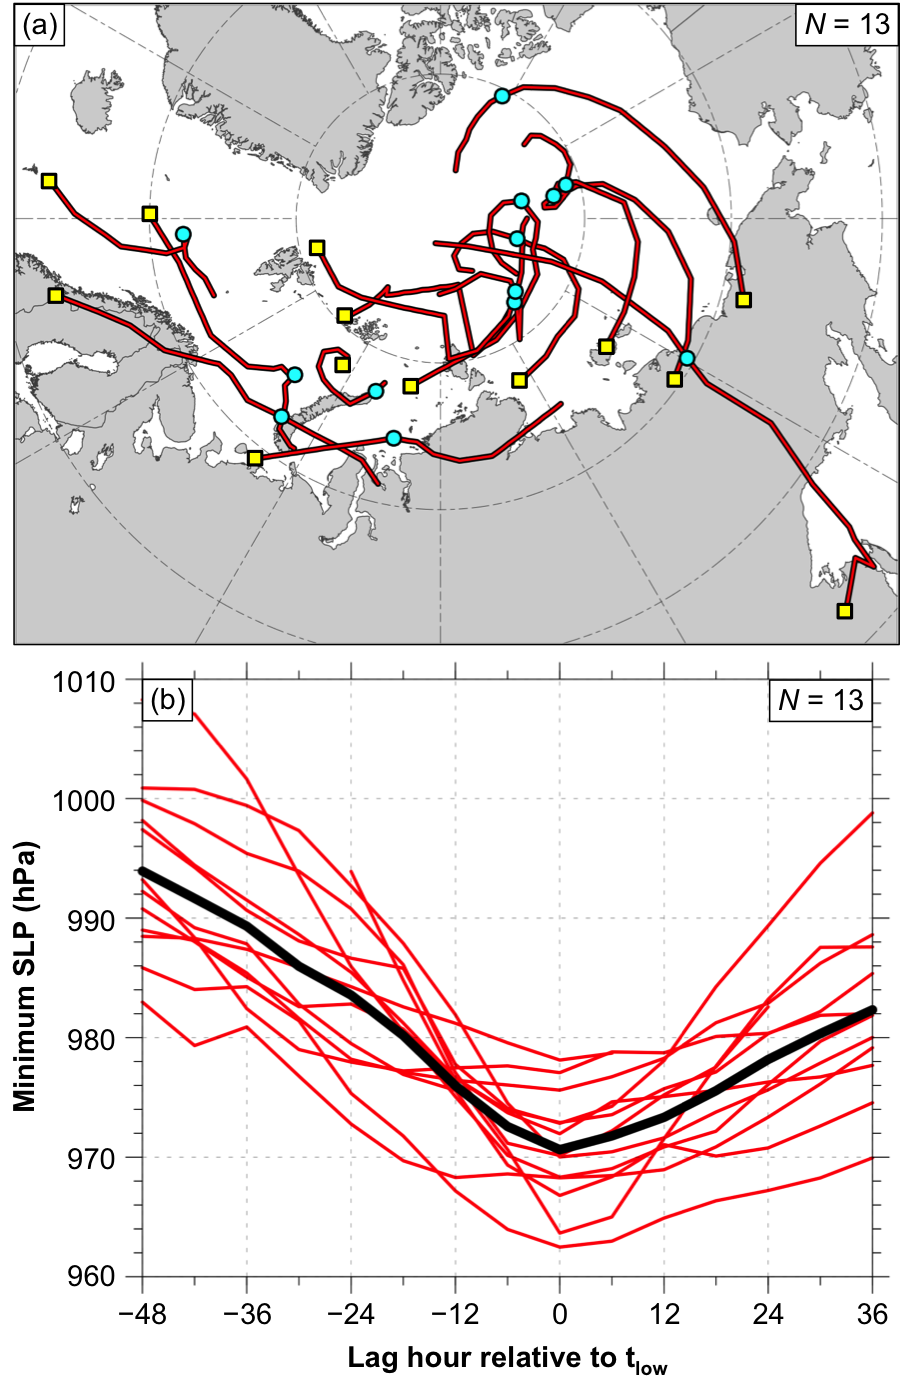 (a)
N = 13
(b)
N = 13
1010
1000
990
980
970
960
Minimum SLP (hPa)
−48 −36 −24 −12 0 12 24 36
Lag hour relative to tlow